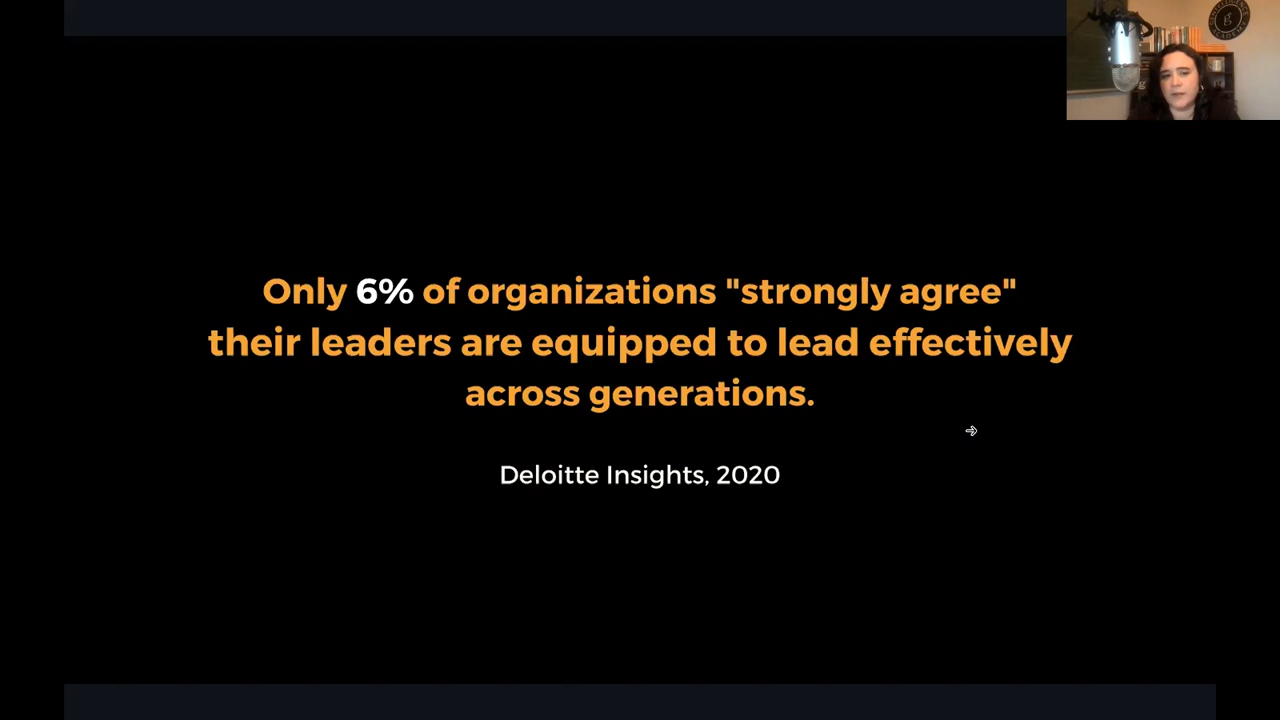 Only 6% of organizations "strongly agree"
their leaders are equipped to lead effectively
across generations.
Deloitte Insights, 2020